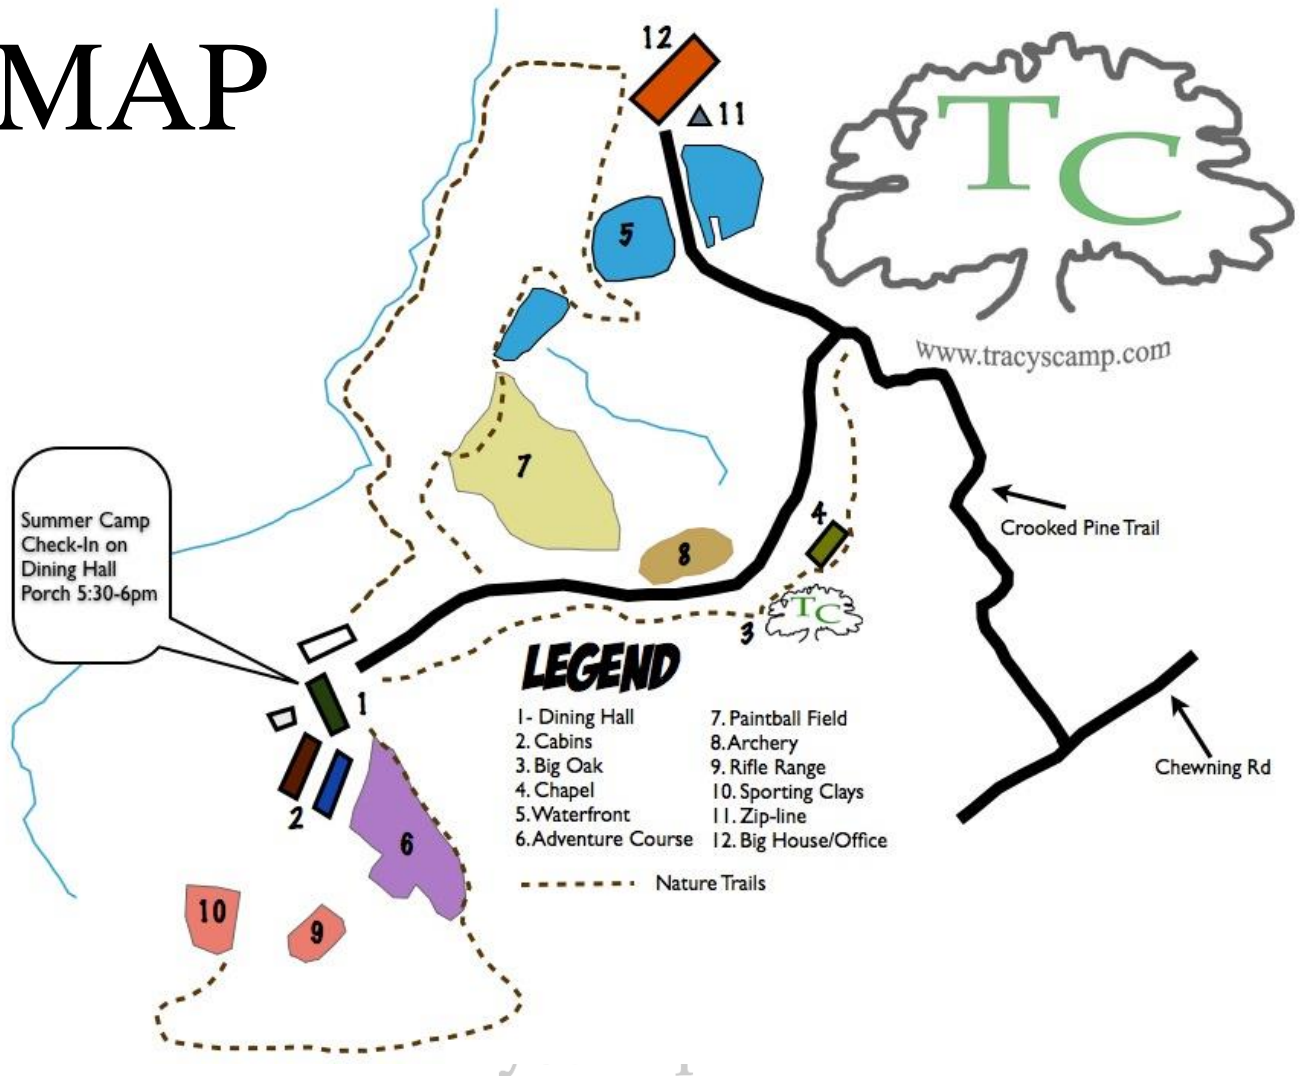 MAP
12
11
TC
5
www.tracyscamp.com
7
4
Summer Camp
Check-In on
Dining Hall
Porch 5:30-6pm
Crooked Pine Trail
8
TC
3
LEGEND
1
1- Dining Hall
2. Cabins
3. Big Oak
4. Chapel
5. Waterfront
6. Adventure Course
7. Paintball Field
8. Archery
9. Rifle Range
10. Sporting Clays
11. Zip-line
12. Big House/Office
Nature Trails
Chewning Rd
2
6
10
9